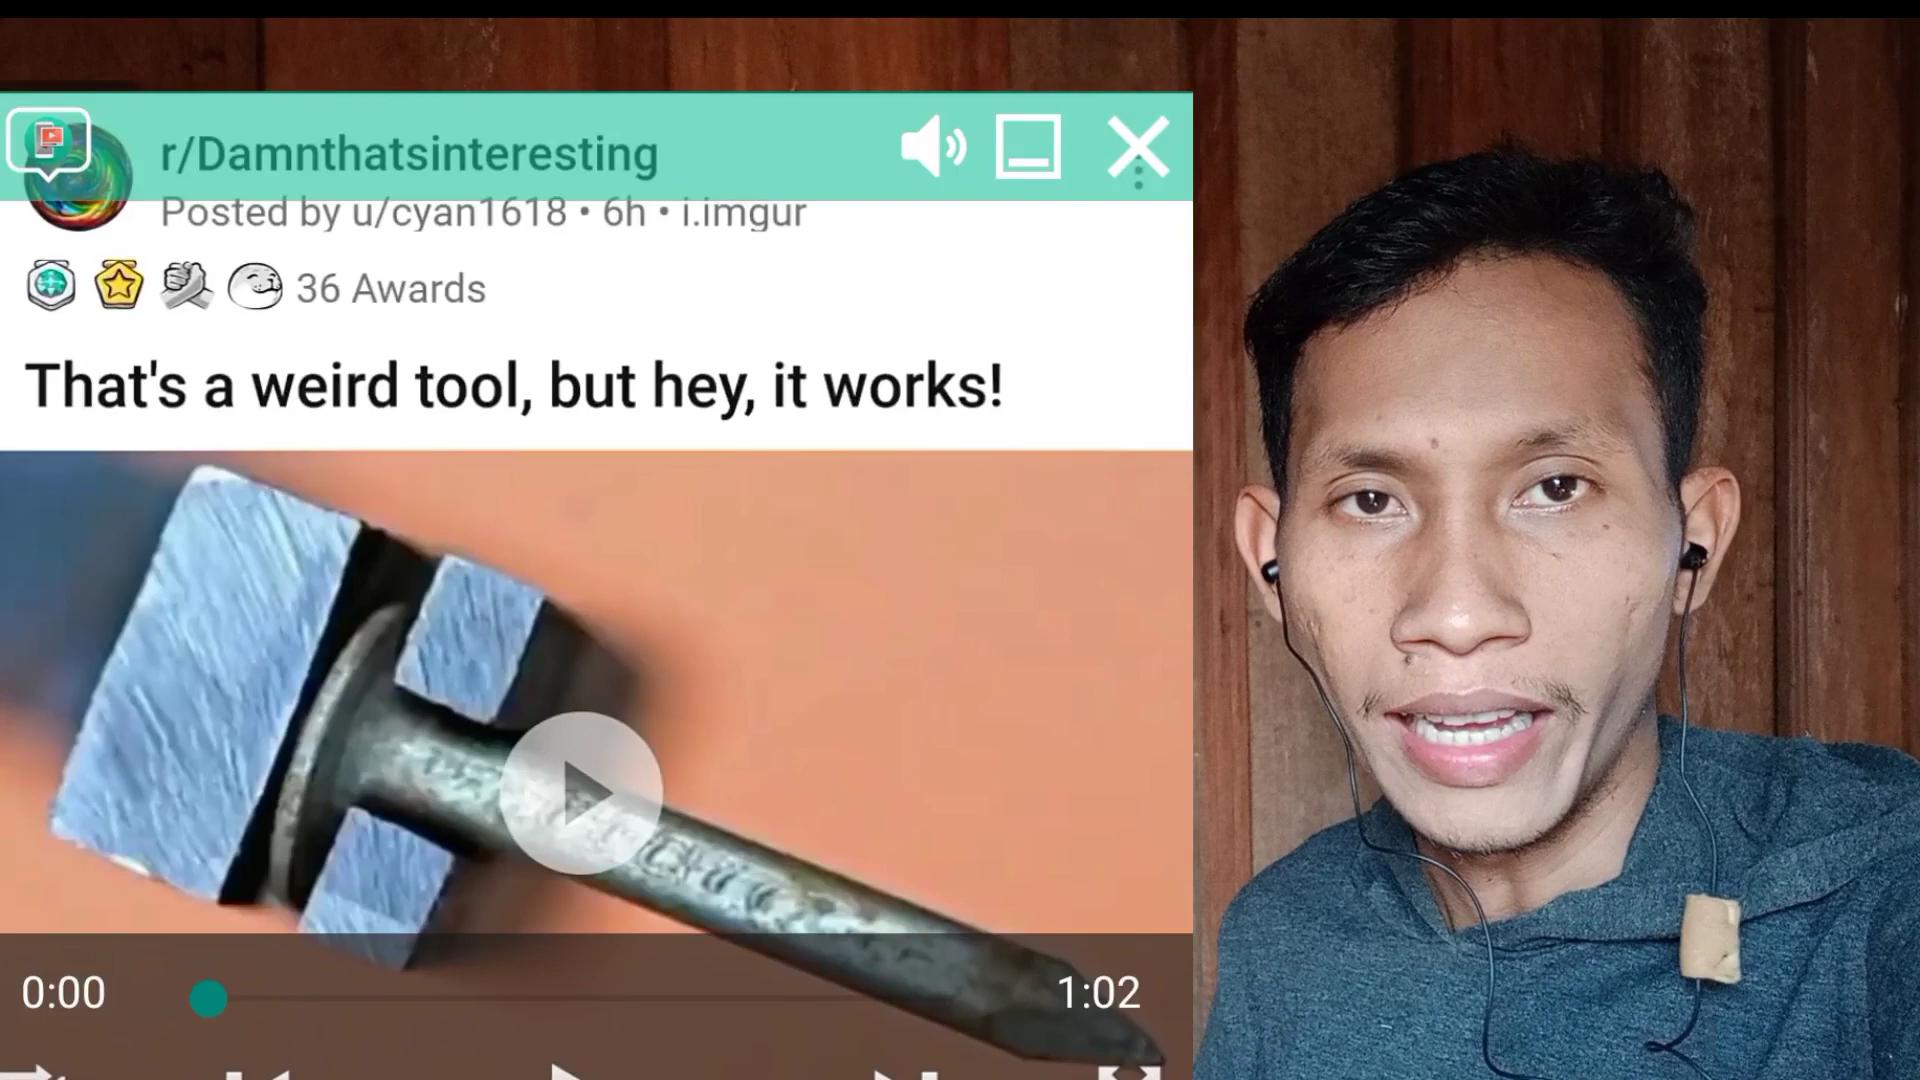 r/Damnthatsinteresting
Posted by u/cyan1618 • 6h • i.imgur
36 Awards
That's a weird tool, but hey, it works!
0:00
1:02